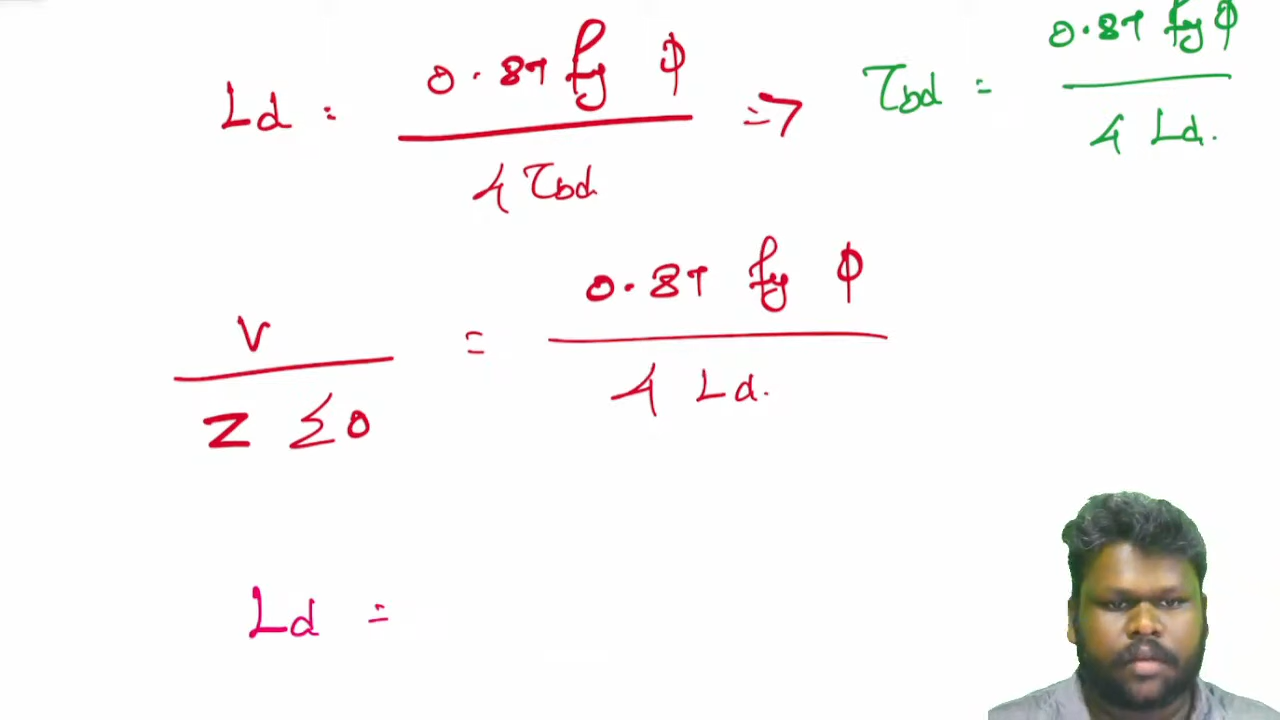 Ld = 0.87 fy ϕ / 4 τbd ⇒ τbd = 0.87 fy ϕ / 4 Ld.
V / Z Σ0 = 0.87 fy ϕ / 4 Ld.
Ld =